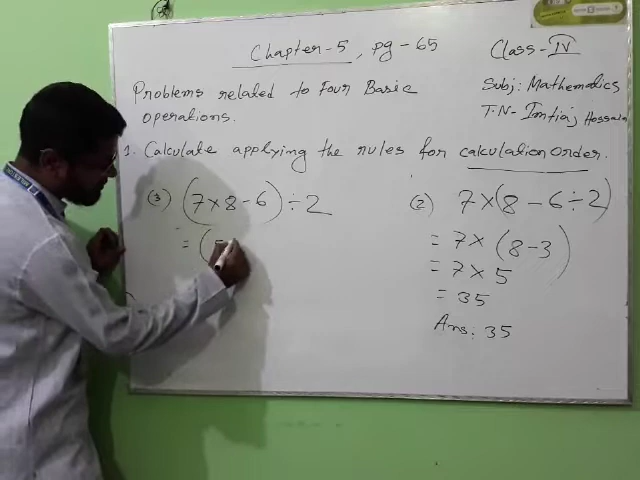 Chapter-5, pg-65
Class-IV
Subj: Mathematics
T.N- Imtiaj Hossain
Problems related to Four Basic
operations.
1. Calculate applying the rules for calculation order.
(3) (7×8-6)÷2
= (5
(2) 7×(8-6÷2)
= 7× (8-3)
= 7×5
= 35
Ans: 35